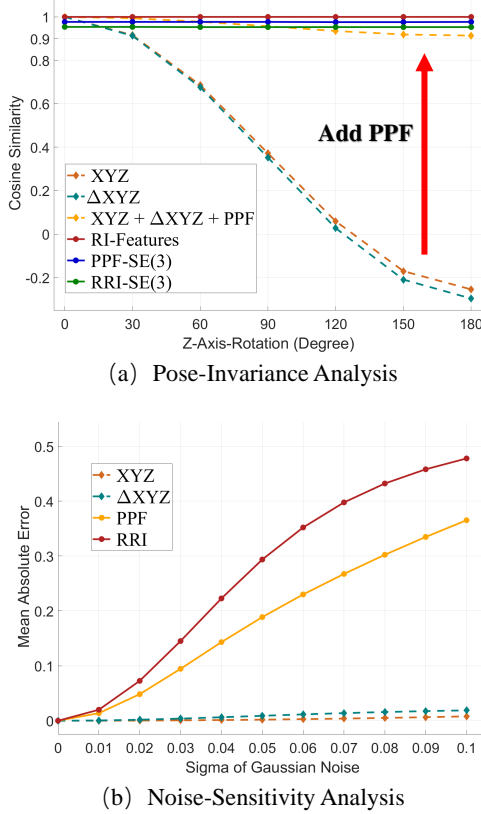 1
0.9
0.8
0.6
0.4
0.2
0
-0.2
Cosine Similarity
Add PPF
XYZ
ΔXYZ
XYZ + ΔXYZ + PPF
RI-Features
PPF-SE(3)
RRI-SE(3)
0 30 60 90 120 150 180
Z-Axis-Rotation (Degree)
(a) Pose-Invariance Analysis
0.5
0.4
0.3
0.2
0.1
0
Mean Absolute Error
XYZ
ΔXYZ
PPF
RRI
0 0.01 0.02 0.03 0.04 0.05 0.06 0.07 0.08 0.09 0.1
Sigma of Gaussian Noise
(b) Noise-Sensitivity Analysis